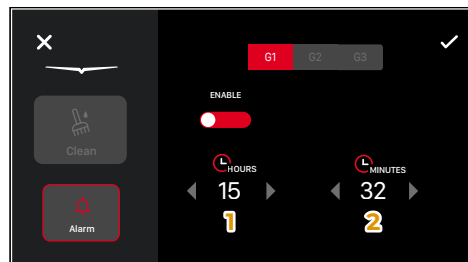 G1 G2 G3
ENABLE
Clean
HOURS MINUTES
15 32
Alarm
1 2